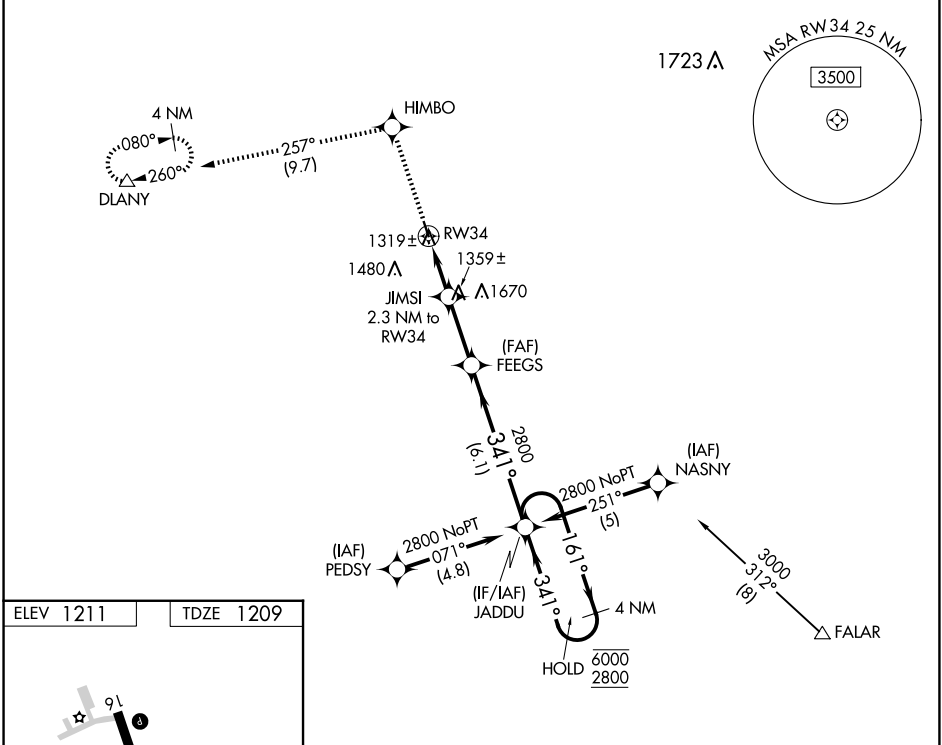 MSA RW34 25 NM
3500
1723
HIMBO
4 NM
080°
260°
DLANY
257°
(9.7)
RW34
1319±
1480
1359±
1670
JIMSI
2.3 NM to
RW34
(FAF)
FEEGS
2800
341°
(6.1)
(IAF)
NASNY
2800 NoPT
251°
(5)
(IAF)
PEDSY
2800 NoPT
071°
(4.8)
(IF/IAF)
JADDU
161°
341°
4 NM
HOLD
6000
2800
3000
312°
(8)
FALAR
ELEV 1211
TDZE 1209
16
P